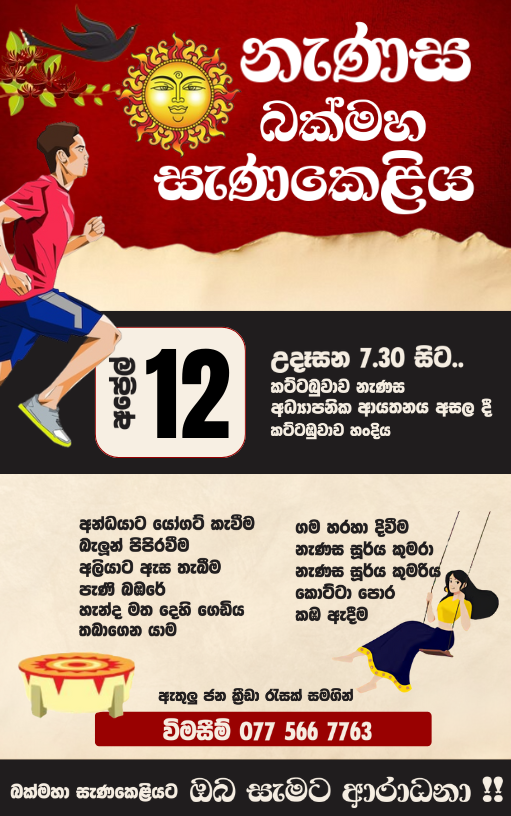 නැණස
බක්මහ
සැණකෙළිය
අප්‍රේල්
12
උදෑසන 7.30 සිට..
කට්ටබුවාව නැණස
අධ්‍යාපනික ආයතනය අසල දී
කට්ටඹුවාව හංදිය
අන්ධයාට යෝගට් කැවීම
බැලුන් පිපිරවීම
අලියාට ඇස තැබීම
පැණි බඹරේ
හැන්ද මත දෙහි ගෙඩිය
තබාගෙන යාම
ගම හරහා දිවීම
නැණස සූර්ය කුමරා
නැණස සූර්ය කුමරිය
කොට්ටා පොර
කඹ ඇදීම
ඇතුලු ජන ක්‍රීඩා රැසක් සමගින්
විමසීම් 077 566 7763
බක්මහා සැණකෙළියට ඔබ සැමට ආරාධනා !!